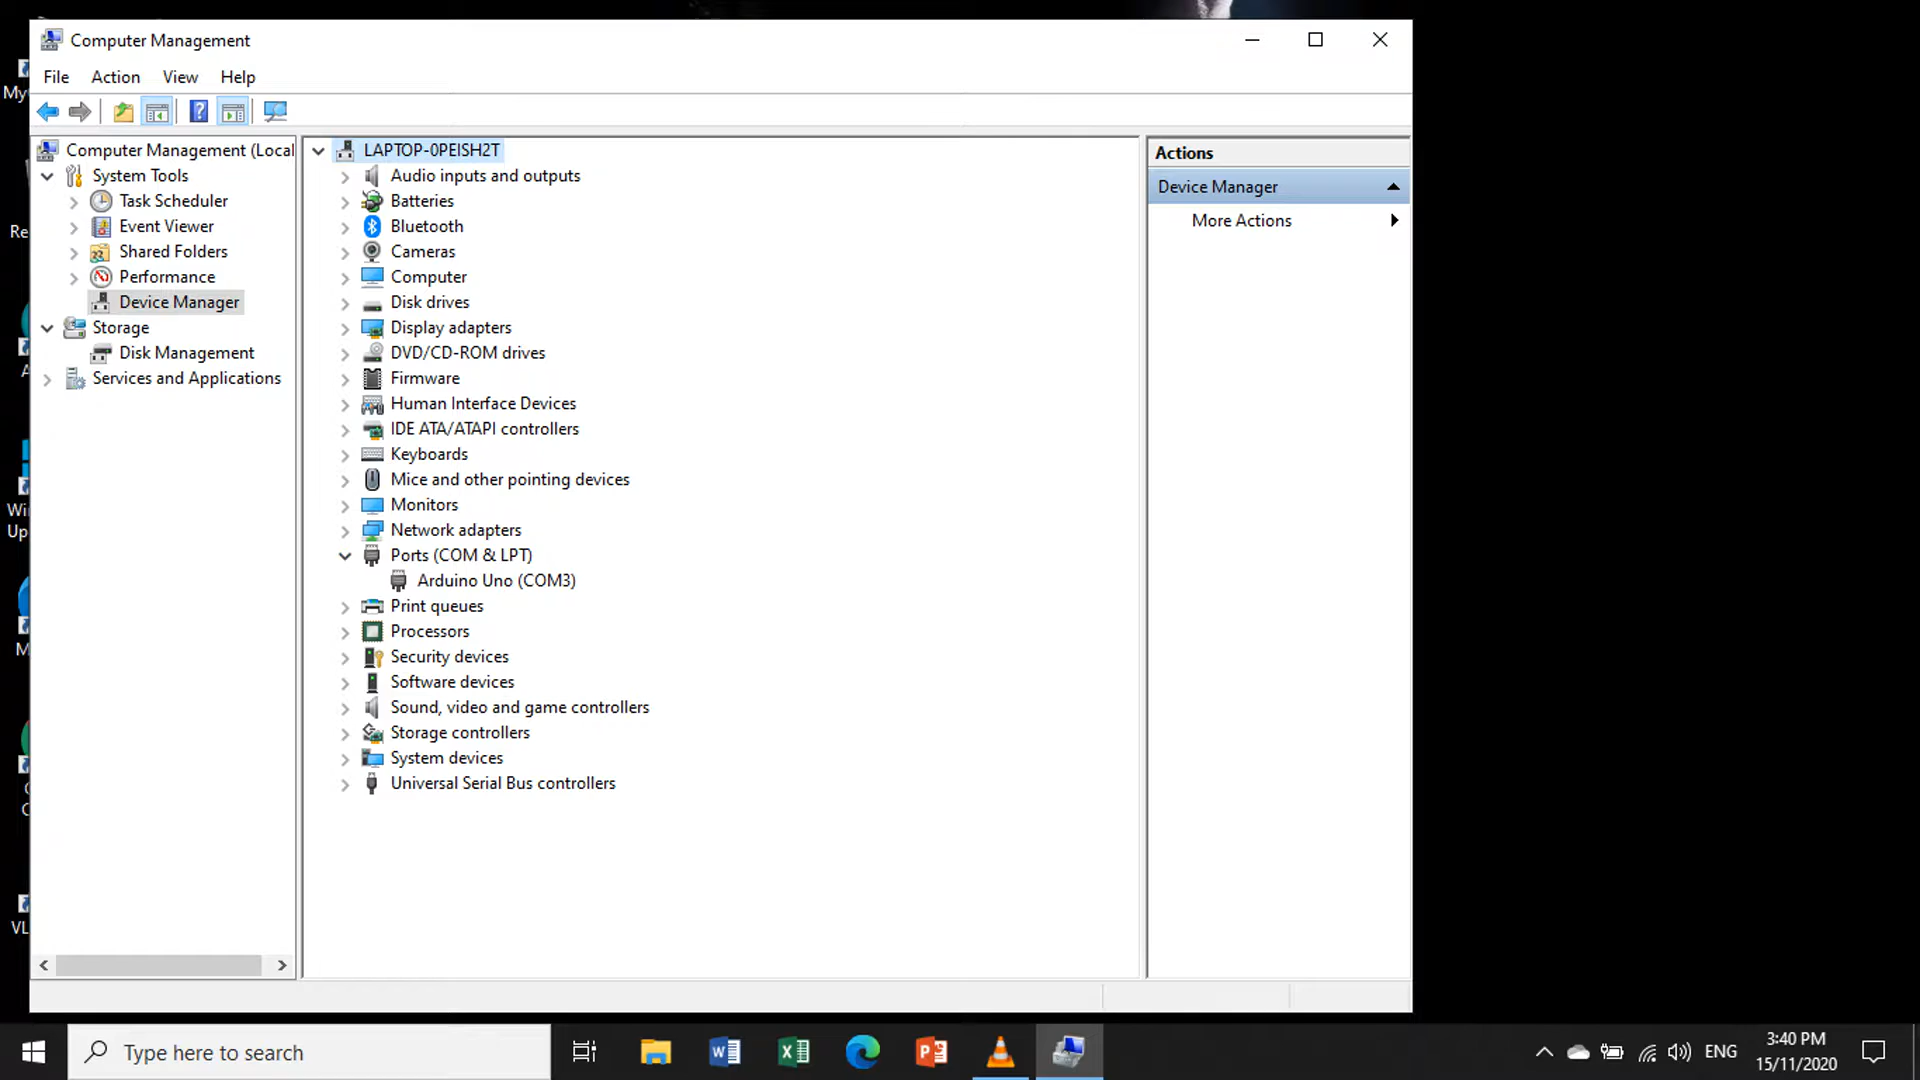 Computer Management
File Action View Help
Computer Management (Local
System Tools
Task Scheduler
Event Viewer
Shared Folders
Performance
Device Manager
Storage
Disk Management
Services and Applications
LAPTOP-0PEISH2T
Audio inputs and outputs
Batteries
Bluetooth
Cameras
Computer
Disk drives
Display adapters
DVD/CD-ROM drives
Firmware
Human Interface Devices
IDE ATA/ATAPI controllers
Keyboards
Mice and other pointing devices
Monitors
Network adapters
Ports (COM & LPT)
Arduino Uno (COM3)
Print queues
Processors
Security devices
Software devices
Sound, video and game controllers
Storage controllers
System devices
Universal Serial Bus controllers
Actions
Device Manager
More Actions
Type here to search
ENG
3:40 PM
15/11/2020